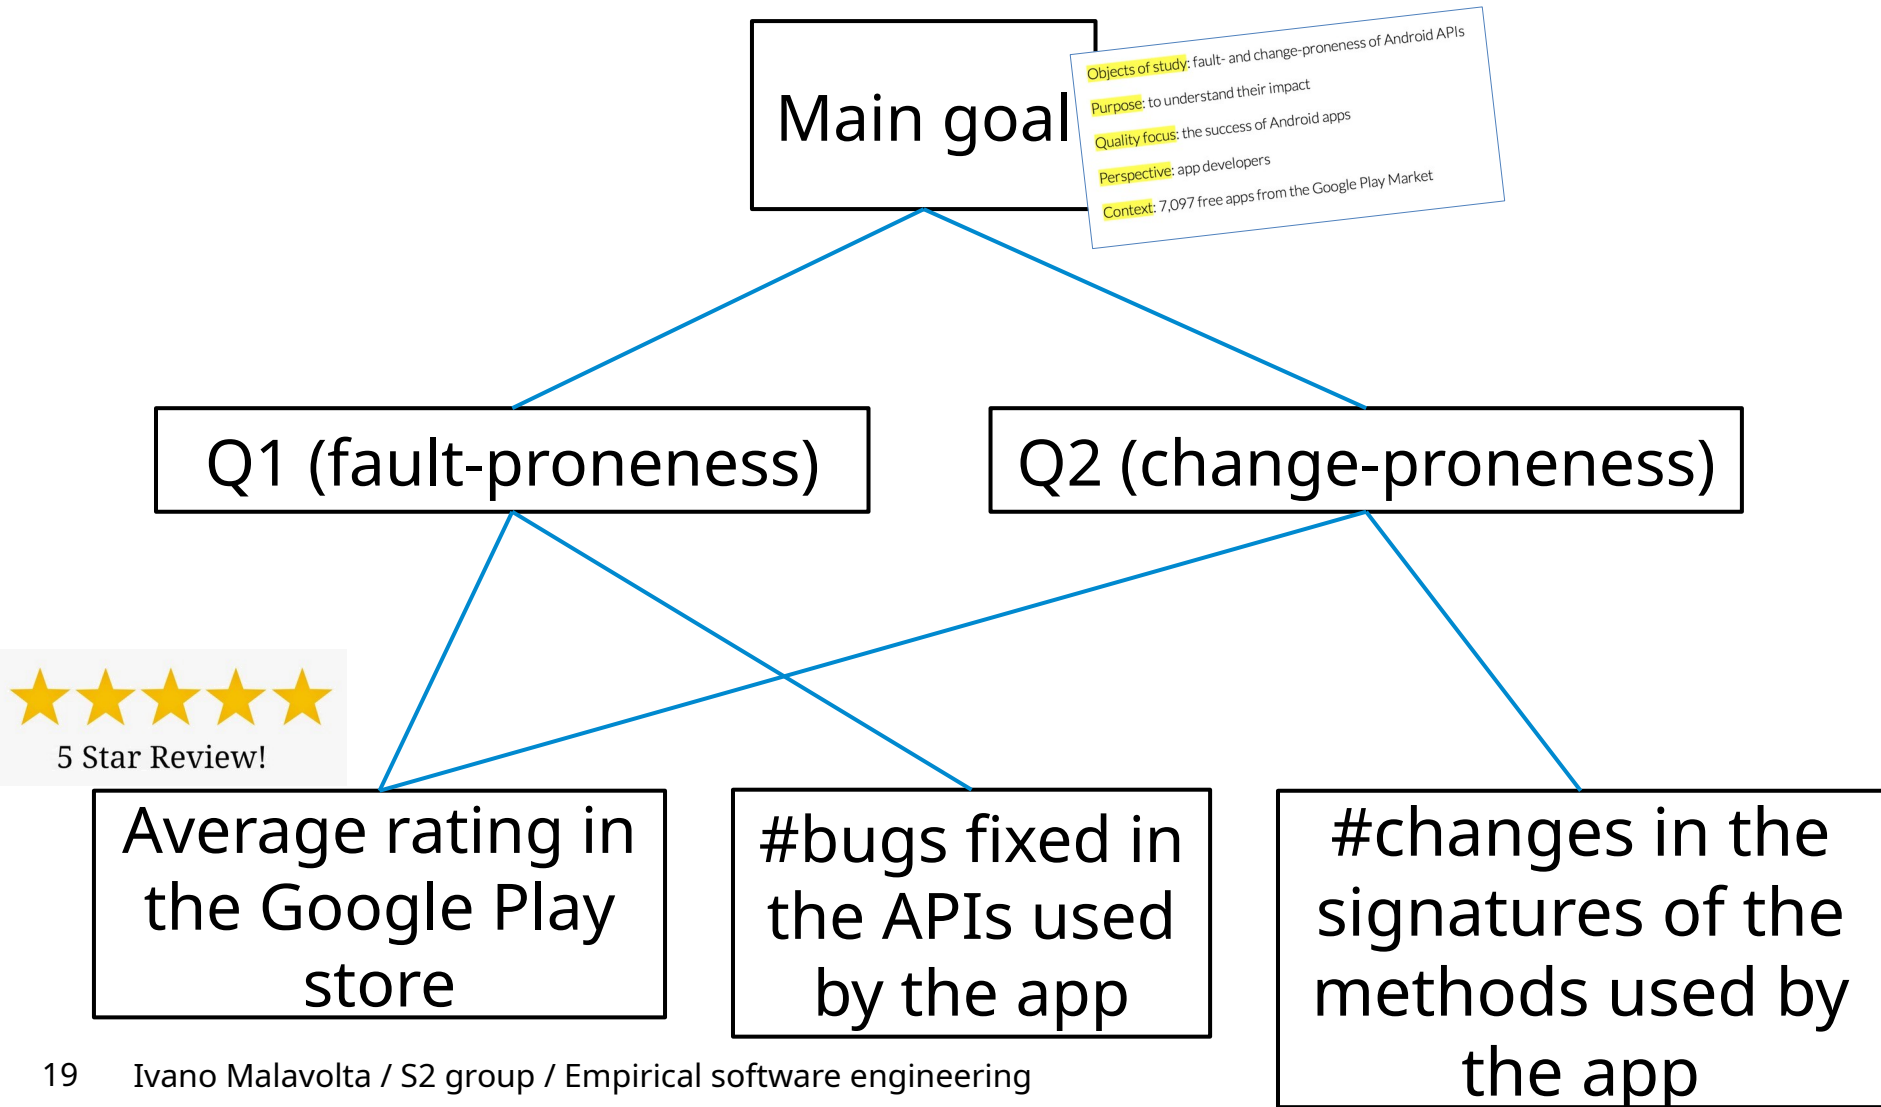 Main goal
Objects of study: fault- and change-proneness of Android APIs
Purpose: to understand their impact
Quality focus: the success of Android apps
Perspective: app developers
Context: 7,097 free apps from the Google Play Market
Q1 (fault-proneness)
Q2 (change-proneness)
5 Star Review!
Average rating in
the Google Play
store
#bugs fixed in
the APIs used
by the app
#changes in the
signatures of the
methods used by
the app
19 Ivano Malavolta / S2 group / Empirical software engineering